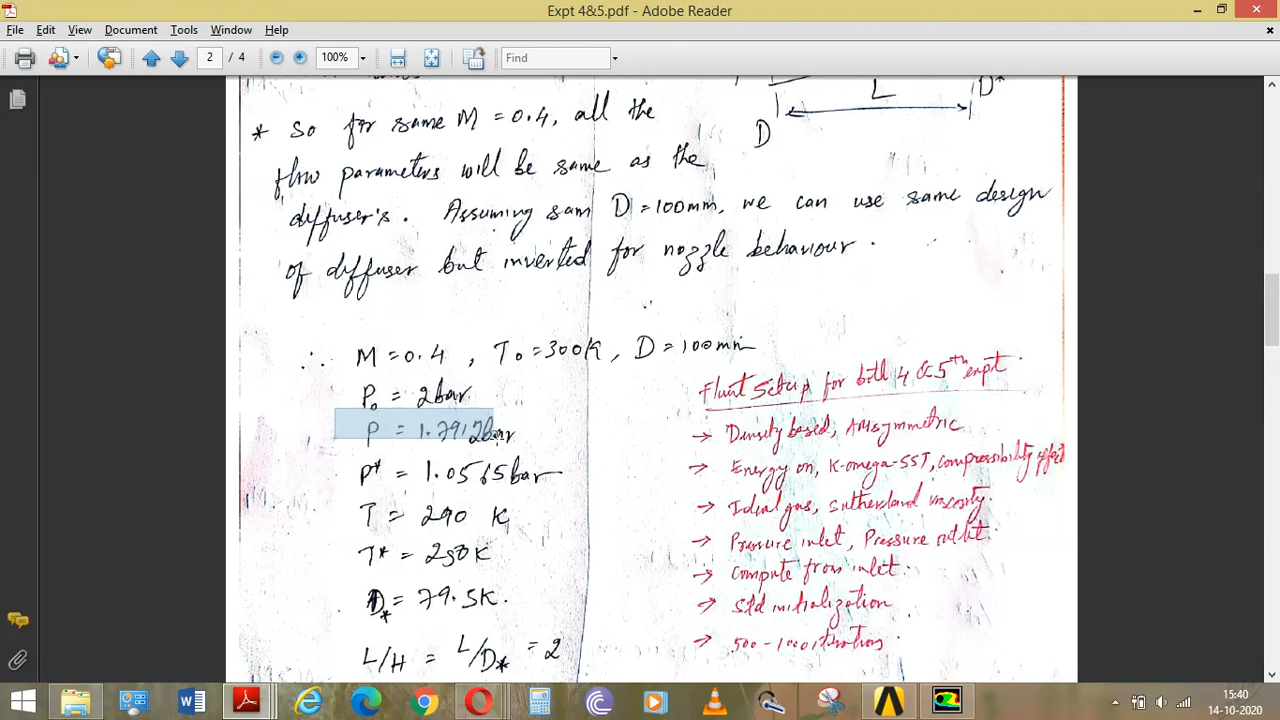 Expt 4&5.pdf - Adobe Reader
File Edit View Document Tools Window Help
2 / 4 100% Find
L D*
D
* So for same M = 0.4, all the
flow parameters will be same as the
diffuser's. Assuming sam D = 100mm, we can use same design
of diffuser but inverted for nozzle behaviour.
∴ M = 0.4, T₀ = 300K, D = 100mm
P₀ = 2bar
P = 1.7912bar
P* = 1.0565bar
T = 290 K
T* = 250K
D* = 79.5K.
L/H = L/D* = 2
Fluent Setup for both 4 & 5th expt
→ Density based, Axisymmetric
→ Energy on, K-omega-SST, compressibility effect
→ Ideal gas, Sutherland viscosity.
→ Pressure inlet, Pressure outlet
→ Compute from inlet.
→ Std initialization
→ 500-1000 iterations
15:40
14-10-2020